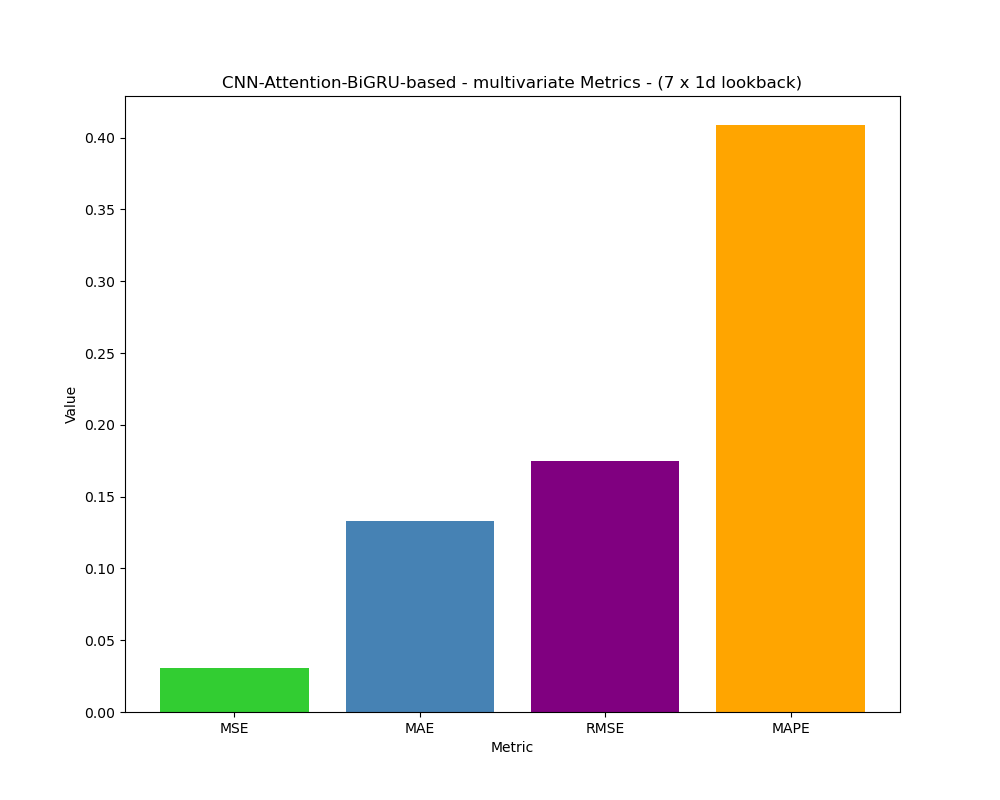 CNN-Attention-BiGRU-based - multivariate Metrics - (7 x 1d lookback)
0.40
0.35
0.30
0.25
0.20
0.15
0.10
0.05
0.00
Value
MSE MAE RMSE MAPE
Metric